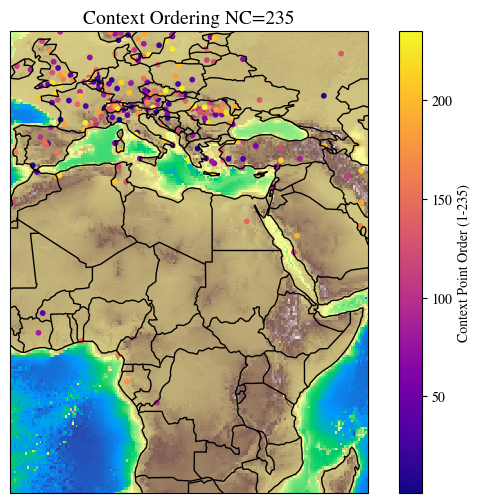 Context Ordering NC=235
200
150
100
50
Context Point Order (1-235)